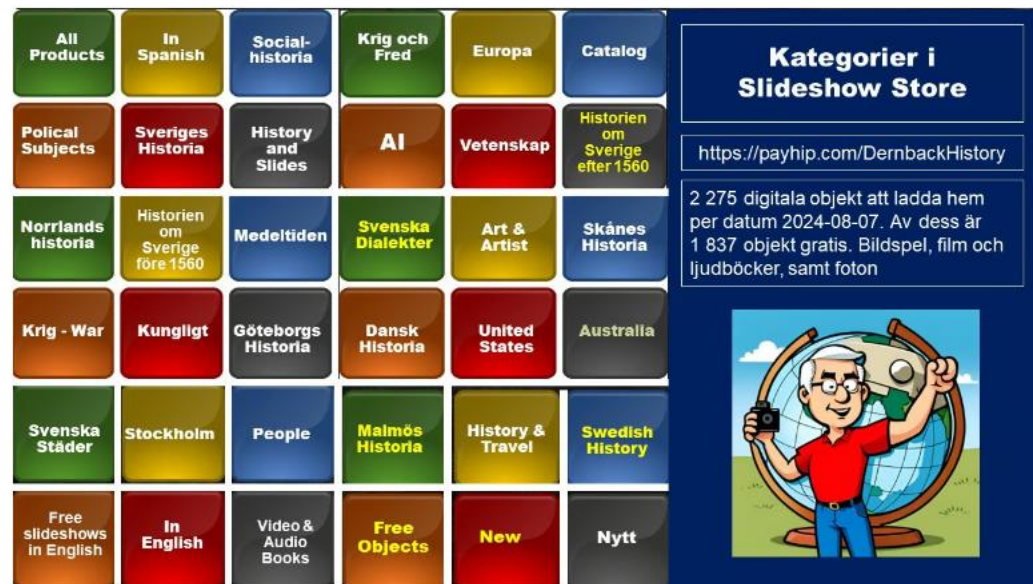 All
Products
In
Spanish
Social-
historia
Krig och
Fred
Europa
Catalog
Polical
Subjects
Sveriges
Historia
History
and
Slides
AI
Vetenskap
Historien
om
Sverige
efter 1560
Norrlands
historia
Historien
om
Sverige
före 1560
Medeltiden
Svenska
Dialekter
Art &
Artist
Skånes
Historia
Krig - War
Kungligt
Göteborgs
Historia
Dansk
Historia
United
States
Australia
Svenska
Städer
Stockholm
People
Malmös
Historia
History &
Travel
Swedish
History
Free
slideshows
in English
In
English
Video &
Audio
Books
Free
Objects
New
Nytt
Kategorier i
Slideshow Store
https://payhip.com/DernbackHistory
2 275 digitala objekt att ladda hem
per datum 2024-08-07. Av dess är
1 837 objekt gratis. Bildspel, film och
ljudböcker, samt foton